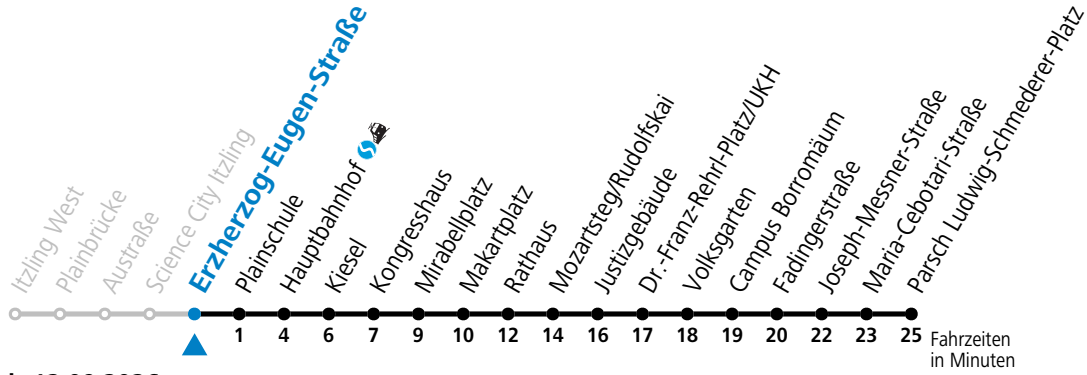 Itzling West
Plainbrücke
Austraße
Science City Itzling
Erzherzog-Eugen-Straße
Plainschule
Hauptbahnhof
Kiesel
Kongresshaus
Mirabellplatz
Makartplatz
Rathaus
Mozartsteg/Rudolfskai
Justizgebäude
Dr.-Franz-Rehrl-Platz/UKH
Volksgarten
Campus Borromäum
Fadingerstraße
Joseph-Messner-Straße
Maria-Cebotari-Straße
Parsch Ludwig-Schmederer-Platz
1 4 6 7 9 10 12 14 16 17 18 19 20 22 23 25
Fahrzeiten
in Minuten